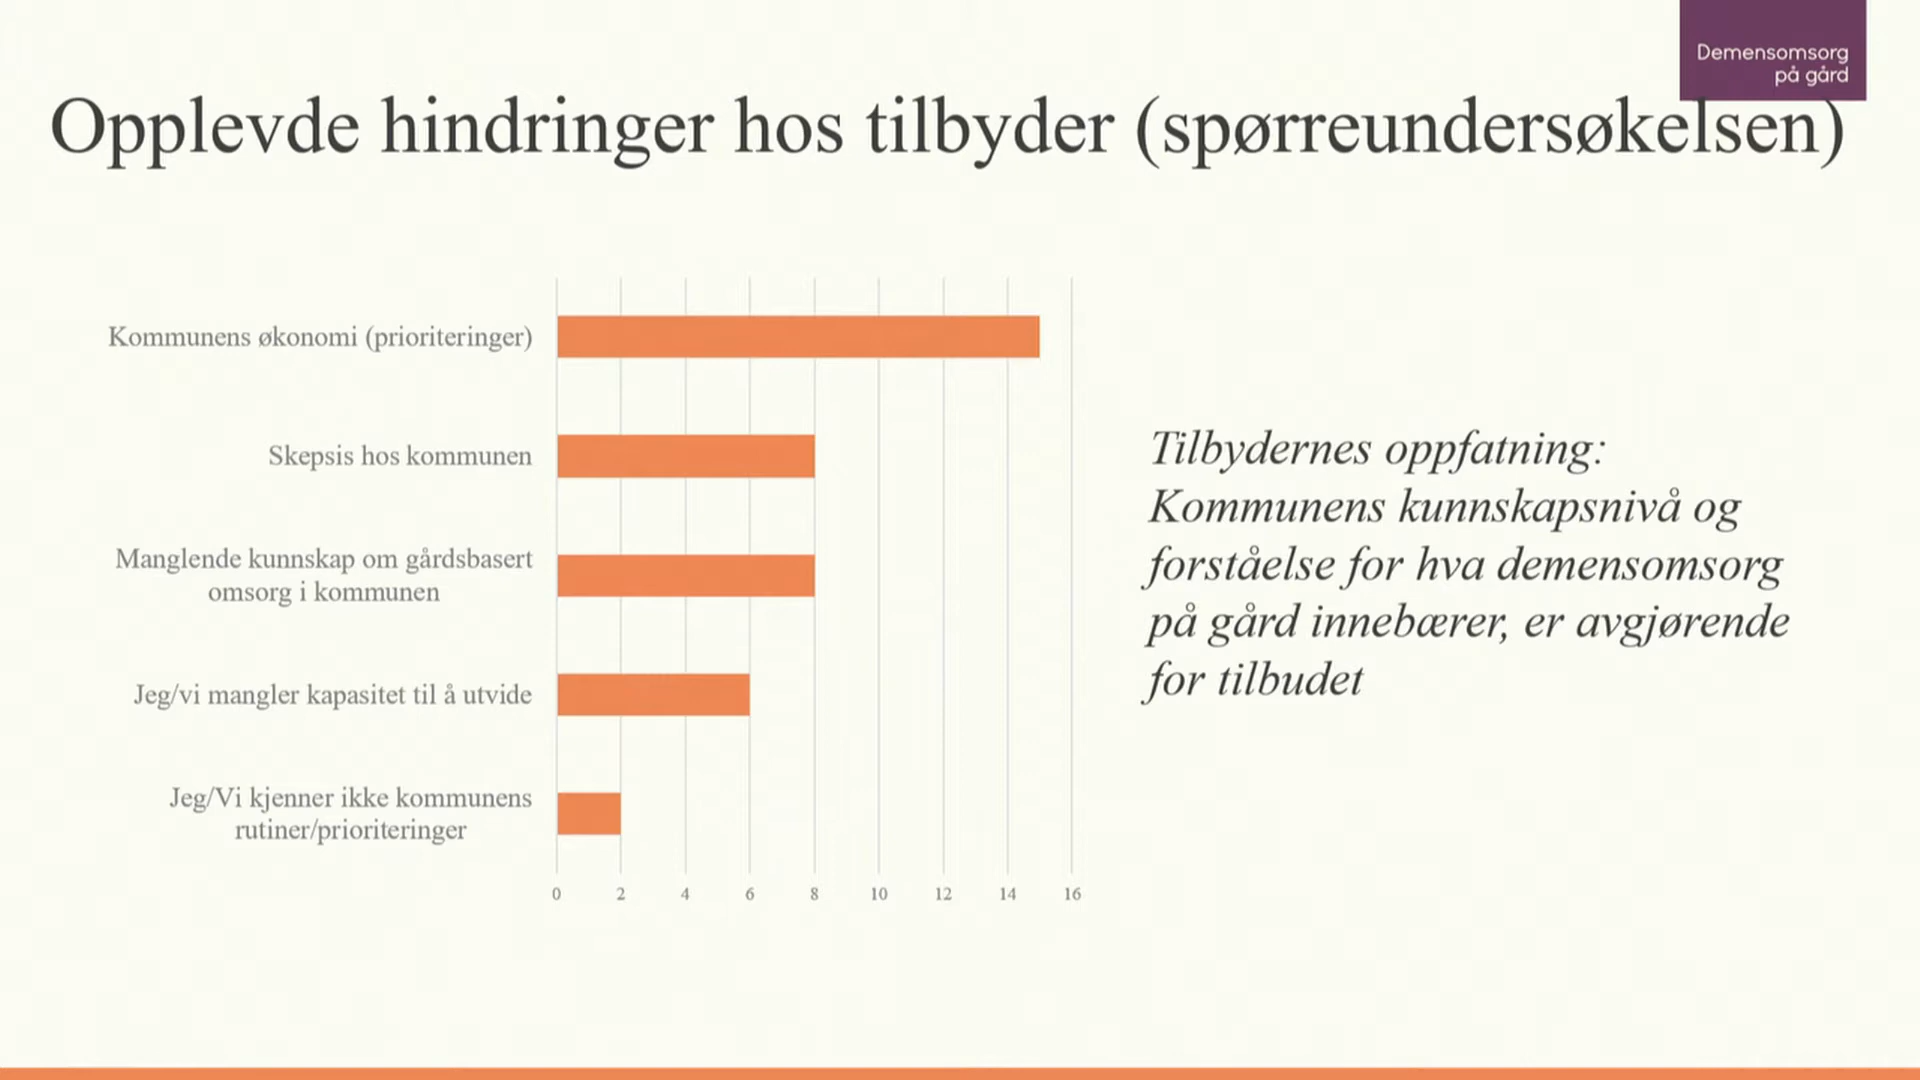 Demensomsorg
på gård
Opplevde hindringer hos tilbyder (spørreundersøkelsen)
Kommunens økonomi (prioriteringer)
Skepsis hos kommunen
Manglende kunnskap om gårdsbasert
omsorg i kommunen
Jeg/vi mangler kapasitet til å utvide
Jeg/Vi kjenner ikke kommunens
rutiner/prioriteringer
0 2 4 6 8 10 12 14 16
Tilbydernes oppfatning:
Kommunens kunnskapsnivå og
forståelse for hva demensomsorg
på gård innebærer, er avgjørende
for tilbudet